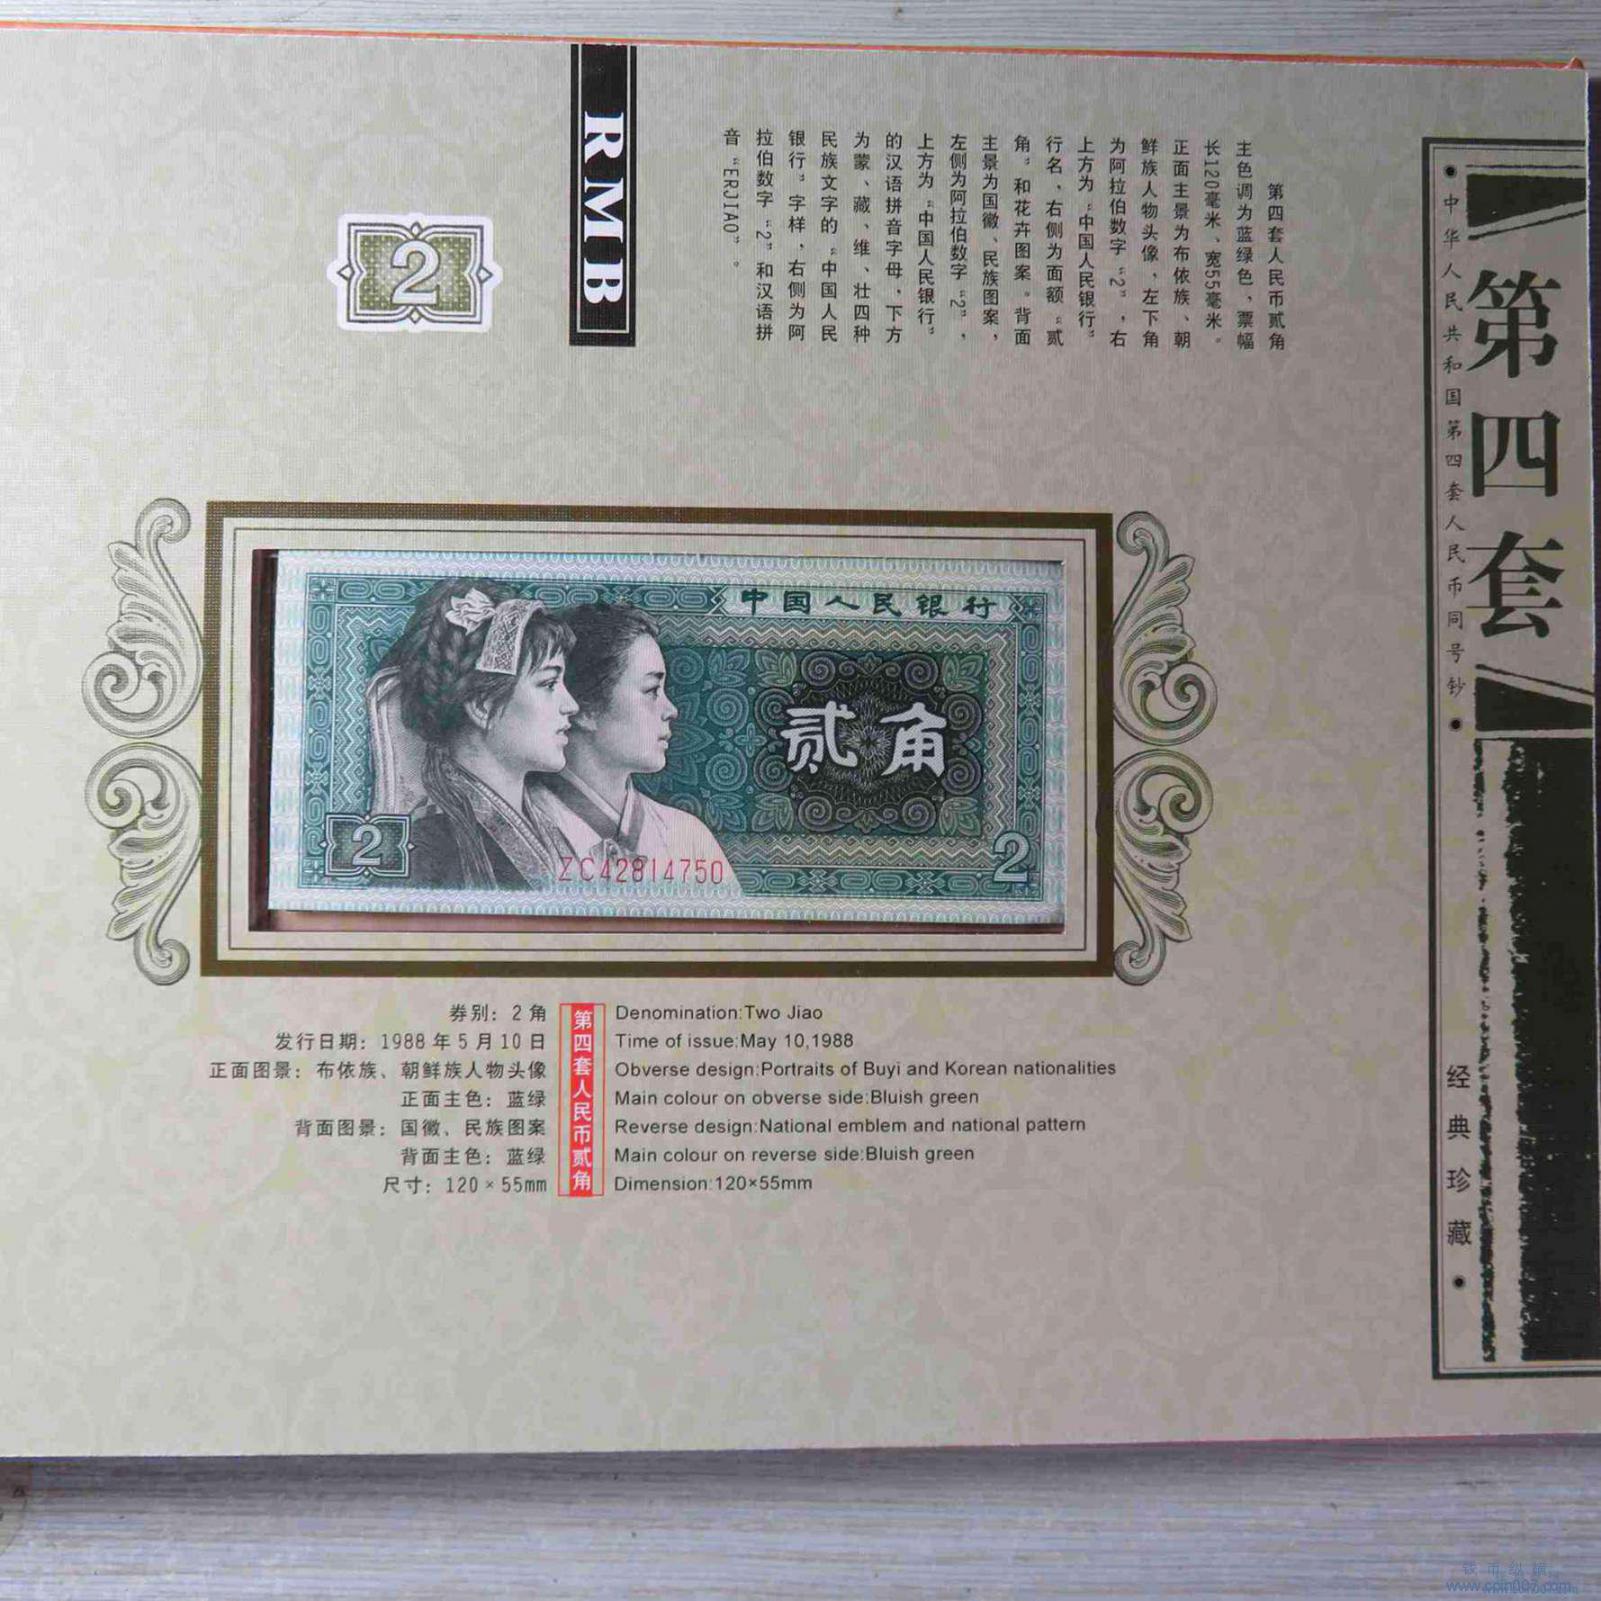 第四套
●中华人民共和国第四套人民币同号钞●
经典珍藏●
第四套人民币贰角
主色调为蓝绿色，票幅
长120毫米、宽55毫米。
正面主景为布依族、朝
鲜族人物头像，左下角
为阿拉伯数字“2”，右
上方为“中国人民银行”
行名，右侧为面额“贰
角”和花卉图案。背面
主景为国徽、民族图案，
左侧为阿拉伯数字“2”，
上方为“中国人民银行”
的汉语拼音字母，下方
为蒙、藏、维、壮四种
民族文字的“中国人民
银行”字样，右侧为阿
拉伯数字“2”和汉语拼
音“ERJIAO”。
RMB
2
中国人民银行
贰角
2
ZC42814750
2
券别：2角
发行日期：1988年5月10日
正面图景：布依族、朝鲜族人物头像
正面主色：蓝绿
背面图景：国徽、民族图案
背面主色：蓝绿
尺寸：120×55mm
第四套人民币贰角
Denomination:Two Jiao
Time of issue:May 10,1988
Obverse design:Portraits of Buyi and Korean nationalities
Main colour on obverse side:Bluish green
Reverse design:National emblem and national pattern
Main colour on reverse side:Bluish green
Dimension:120×55mm
钱币纵横
www.coin007.com